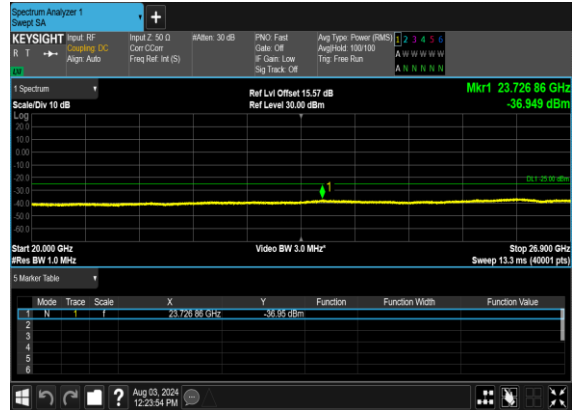 Spectrum Analyzer 1
Swept SA
+
KEYSIGHT Input: RF Input Z: 50 Ω #Atten: 30 dB PNO: Fast Avg Type: Power (RMS) 1 2 3 4 5 6
R T Coupling: DC Corr CCorr Gate: Off Avg|Hold: 100/100 A W W W W W
Align: Auto Freq Ref: Int (S) IF Gain: Low Trig: Free Run
Sig Track: Off A N N N N N
1 Spectrum Ref Lvl Offset 15.57 dB Mkr1 23.726 86 GHz
Scale/Div 10 dB Ref Level 30.00 dBm -36.949 dBm
Log
20.0
10.0
0.00
-10.0
-20.0 DL1 -25.00 dBm
-30.0 1
-40.0
-50.0
-60.0
Start 20.000 GHz Video BW 3.0 MHz* Stop 26.900 GHz
#Res BW 1.0 MHz Sweep 13.3 ms (40001 pts)
5 Marker Table
Mode Trace Scale X Y Function Function Width Function Value
1 N 1 f 23.726 86 GHz -36.95 dBm
2
3
4
5
6
? Aug 03, 2024
12:23:54 PM